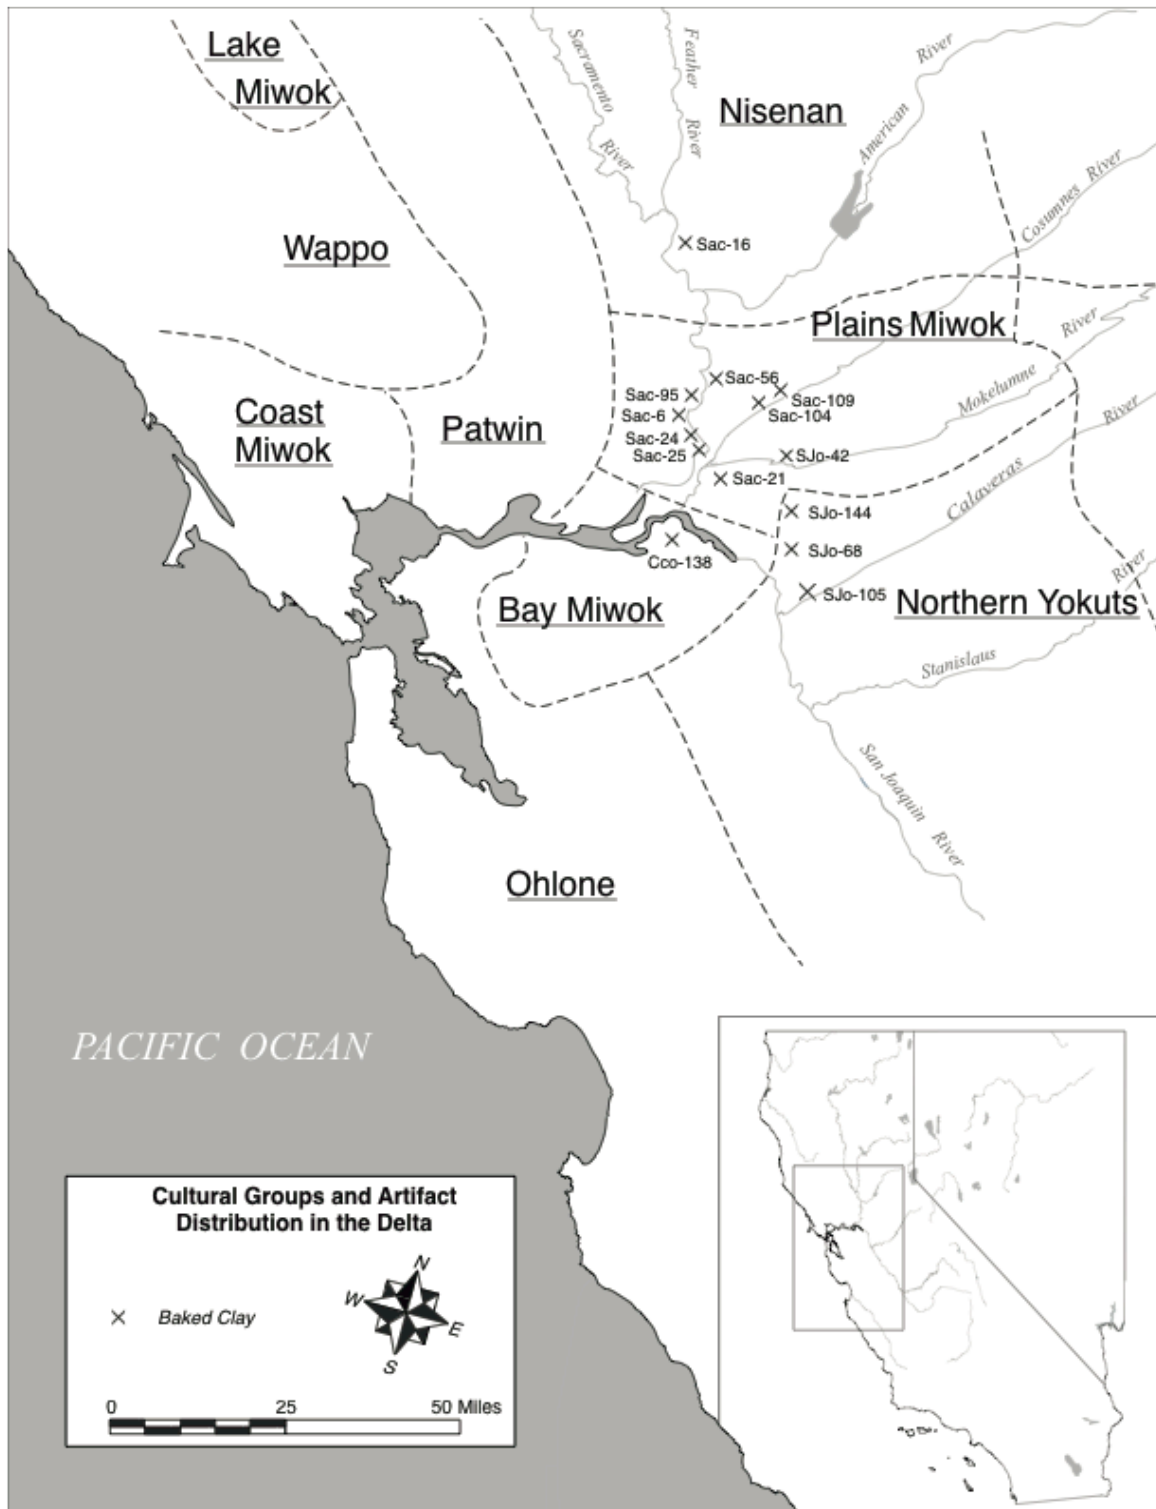 Lake
Miwok
Sacramento
River
Feather
River
Nisenan
American
River
Cosumnes River
Sac-16
Wappo
Plains Miwok
River
Mokelumne
River
Calaveras
Sac-56
Sac-95
Sac-109
Sac-6
Sac-104
Coast
Miwok
Patwin
Sac-24
Sac-25
SJo-42
Sac-21
SJo-144
SJo-68
Cco-138
SJo-105
Bay Miwok
Northern Yokuts
River
Stanislaus
San Joaquin
River
Ohlone
PACIFIC OCEAN
Cultural Groups and Artifact
Distribution in the Delta
Baked Clay
N
W
E
S
0 25 50 Miles